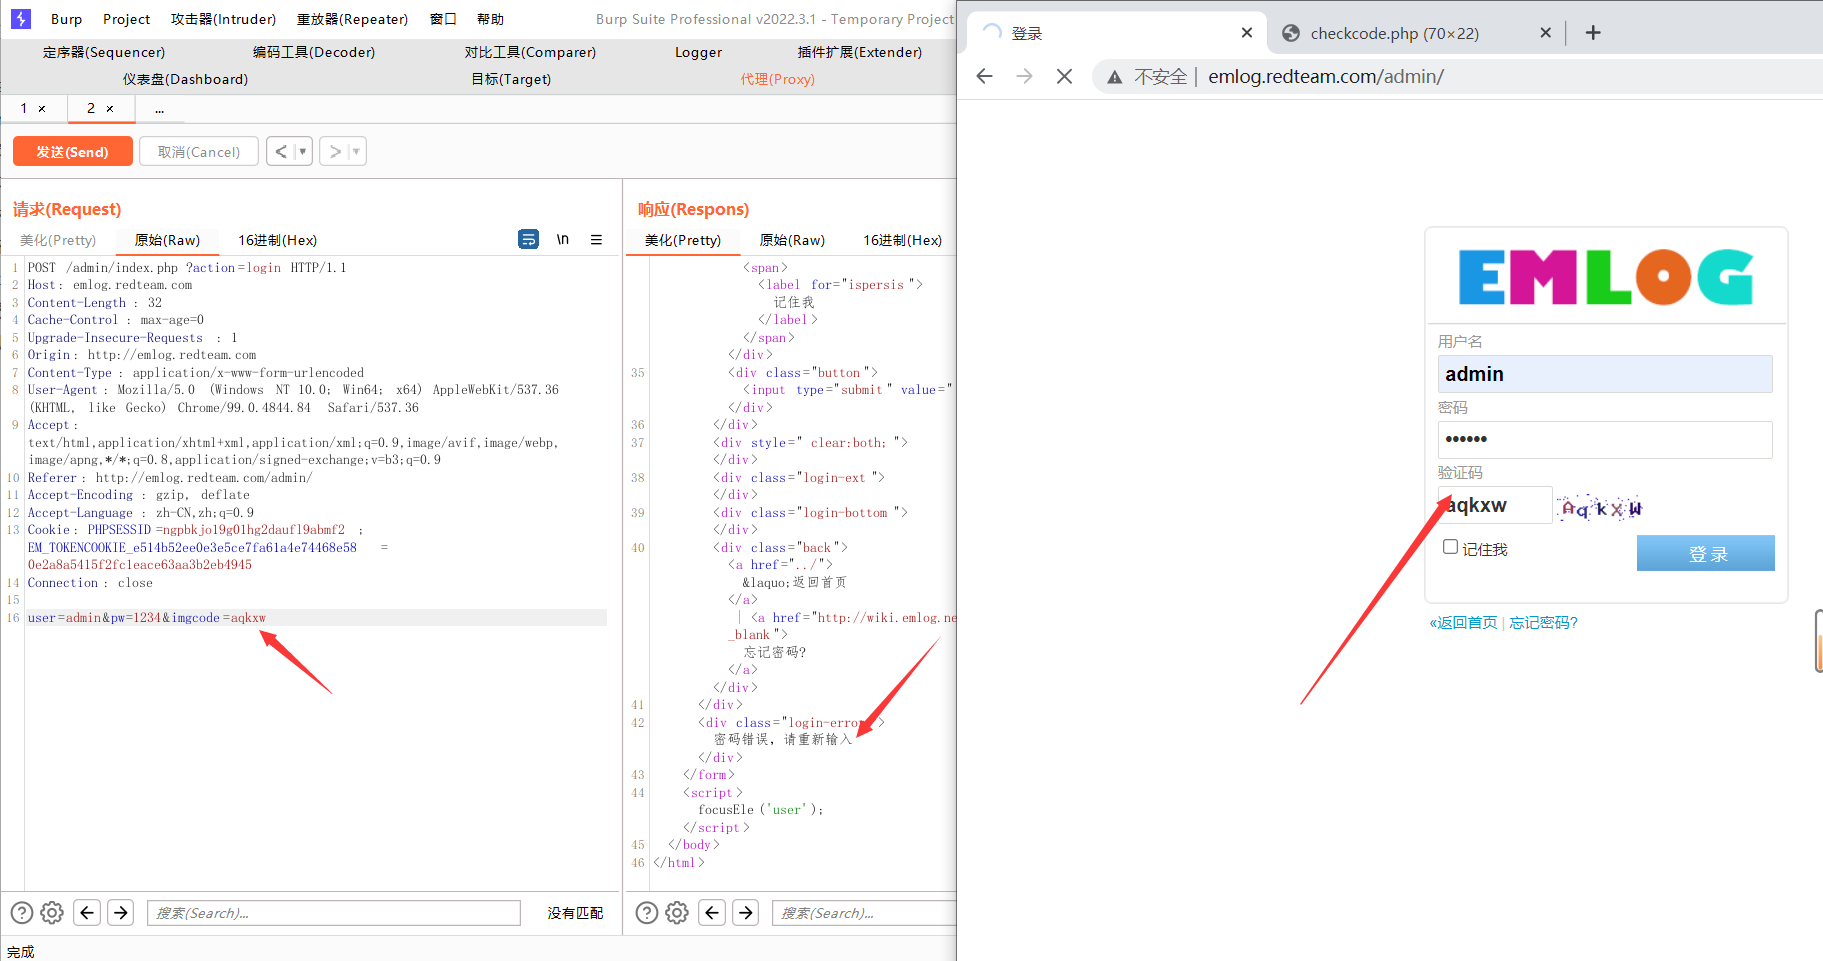 Burp Project 攻击器(Intruder) 重放器(Repeater) 窗口 帮助 Burp Suite Professional v2022.3.1 - Temporary Project
定序器(Sequencer) 编码工具(Decoder) 对比工具(Comparer) Logger 插件扩展(Extender)
仪表盘(Dashboard) 目标(Target) 代理(Proxy)
1 × 2 × ...
发送(Send) 取消(Cancel) < ▼ > ▼
请求(Request)
美化(Pretty) 原始(Raw) 16进制(Hex) \n
1 POST /admin/index.php ?action=login HTTP/1.1
2 Host: emlog.redteam.com
3 Content-Length : 32
4 Cache-Control : max-age=0
5 Upgrade-Insecure-Requests : 1
6 Origin: http://emlog.redteam.com
7 Content-Type : application/x-www-form-urlencoded
8 User-Agent : Mozilla/5.0 (Windows NT 10.0; Win64; x64) AppleWebKit/537.36
(KHTML, like Gecko) Chrome/99.0.4844.84 Safari/537.36
9 Accept:
text/html,application/xhtml+xml,application/xml;q=0.9,image/avif,image/webp,
image/apng,*/*;q=0.8,application/signed-exchange;v=b3;q=0.9
10 Referer: http://emlog.redteam.com/admin/
11 Accept-Encoding : gzip, deflate
12 Accept-Language : zh-CN,zh;q=0.9
13 Cookie: PHPSESSID=ngpbkjo19g01hg2daufl9abmf2 ;
EM_TOKENCOOKIE_e514b52ee0e3e5ce7fa61a4e74468e58 =
0e2a8a5415f2fc1eace63aa3b2eb4945
14 Connection: close
15
16 user=admin&pw=1234&imgcode=aqkxw
搜索(Search)... 没有匹配
完成
响应(Respons)
美化(Pretty) 原始(Raw) 16进制(Hex)
<span>
<label for="ispersis">
记住我
</label>
</span>
</div>
35 <div class="button">
<input type="submit" value="
</div>
36 </div>
37 <div style=" clear:both; ">
</div>
38 <div class="login-ext">
</div>
39 <div class="login-bottom">
</div>
40 <div class="back">
<a href="../">
&laquo;返回首页
</a>
| <a href="http://wiki.emlog.ne
_blank">
忘记密码?
</a>
</div>
41 </div>
42 <div class="login-error">
密码错误，请重新输入
</div>
43 </form>
44 <script>
focusEle('user');
</script>
45 </body>
46 </html>
搜索(Search)...
登录 × checkcode.php (70×22) × +
不安全 | emlog.redteam.com/admin/
EMLOG
用户名
admin
密码
••••••
验证码
aqkxw AqkXW
记住我 登 录
«返回首页 | 忘记密码?